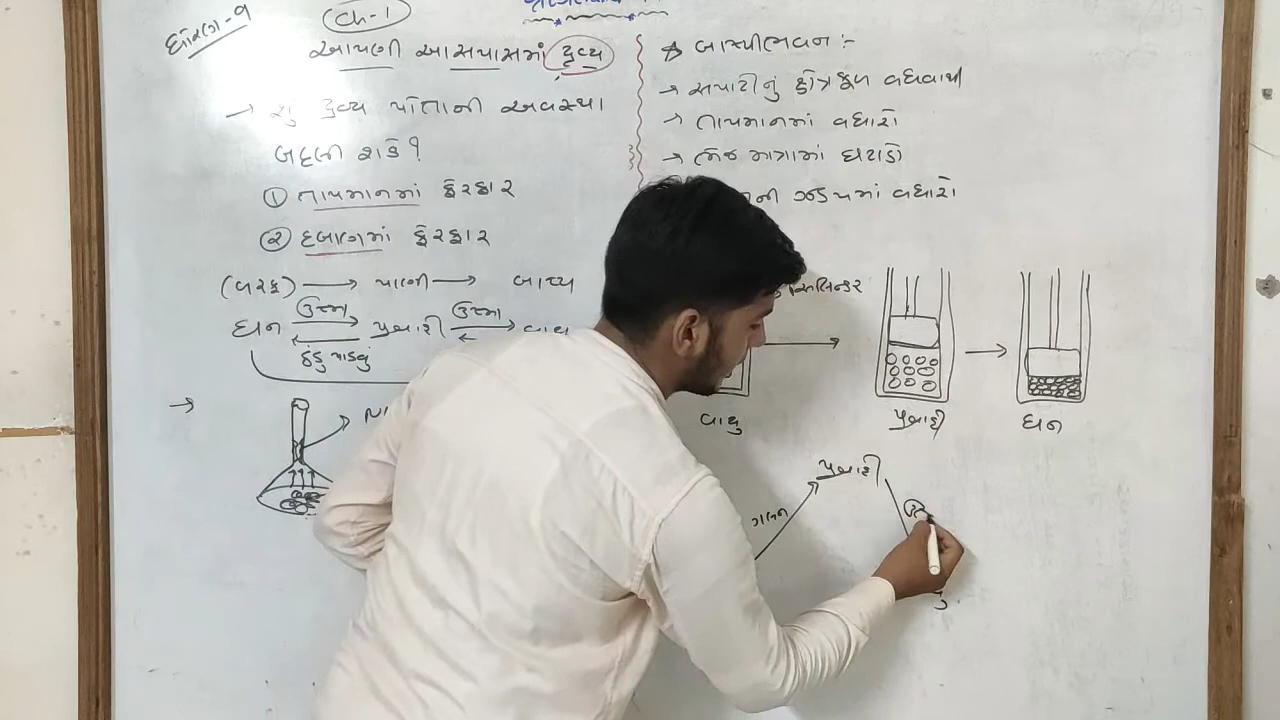 ધોરણ-૧
Ch-1
આપણી આસપાસમાં દ્રવ્ય
→ શું દ્રવ્ય પોતાની અવસ્થા
બદલી શકે?
① તાપમાનમાં ફેરફાર
② દબાણમાં ફેરફાર
(બરફ) → પાણી → બાષ્પ
ઉષ્મા ઉષ્મા
ઘન પ્રવાહી વાયુ
ઠંડુ પાડવું
* બાષ્પીભવન :-
→ સપાટીનું ક્ષેત્રફળ વધવાથી
→ તાપમાનમાં વધારો
→ ભેજ માત્રામાં ઘટાડો
ઝડપમાં વધારો
સિલિન્ડર
વાયુ પ્રવાહી ઘન
પ્રવાહી
ગલન